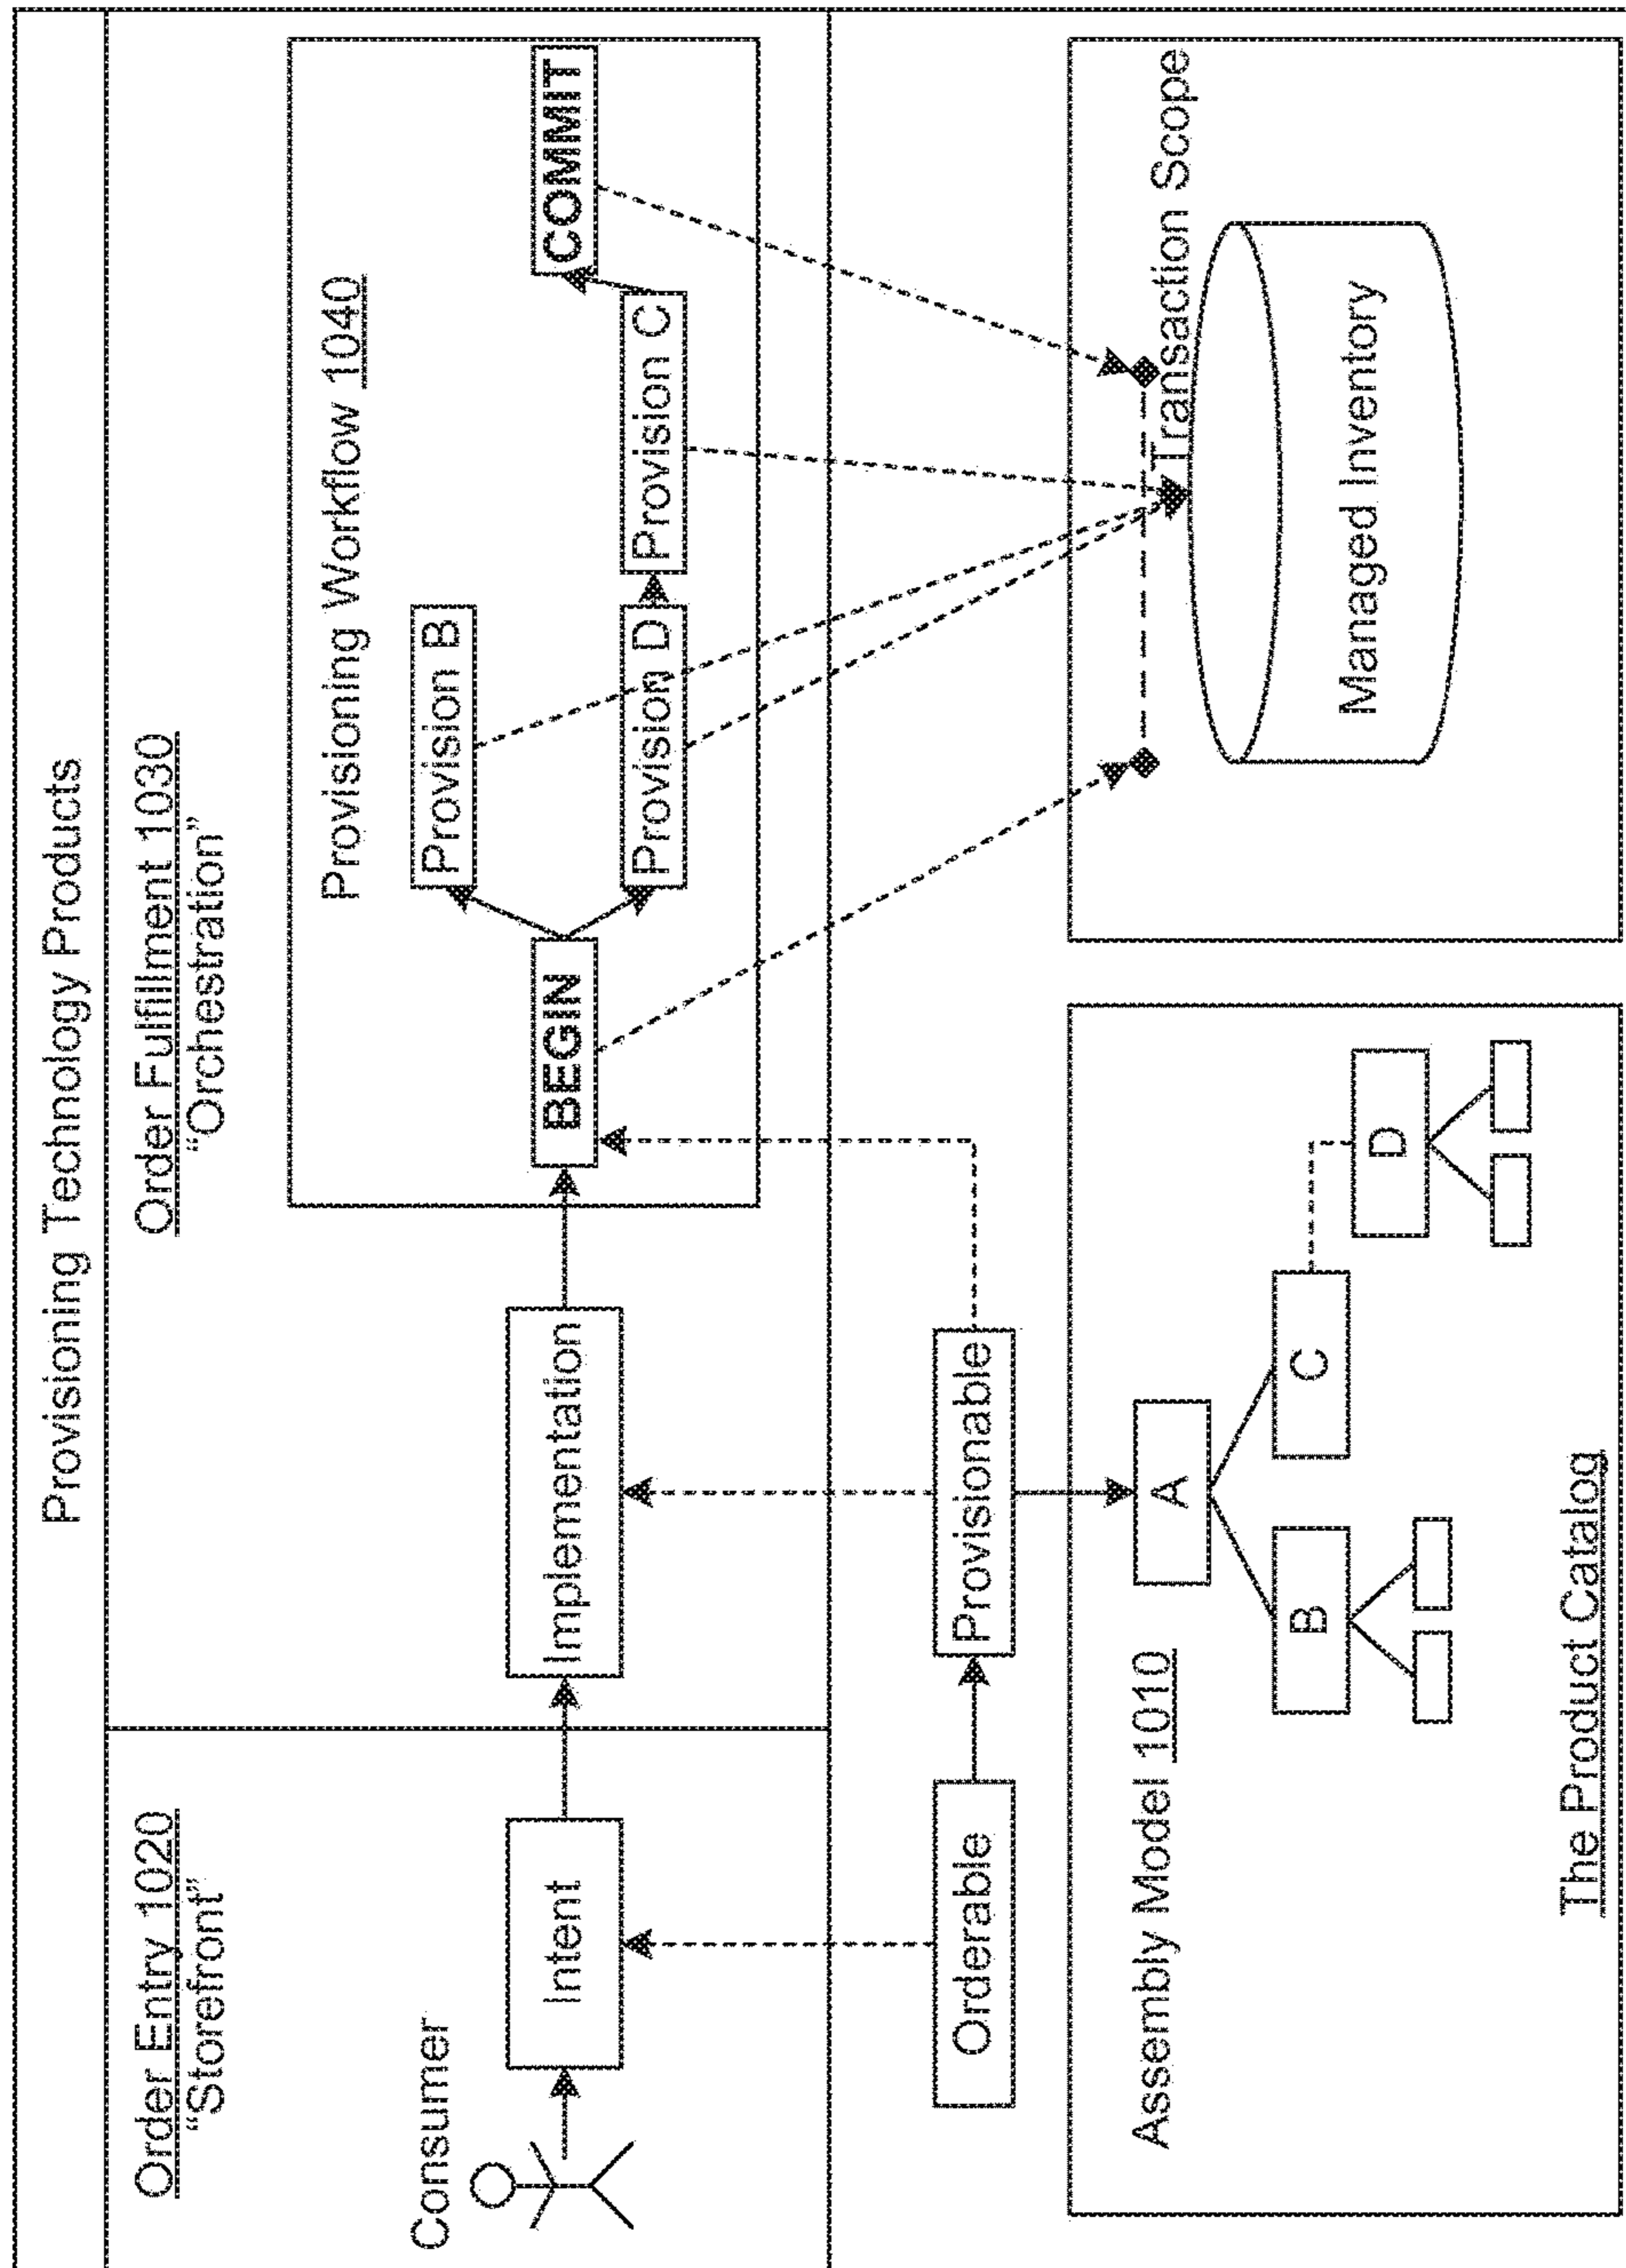 Provisioning Technology Products
Order Entry 1020
“Storefront”
Order Fulfillment 1030
“Orchestration”
Consumer
Intent
Implementation
Provisioning Workflow 1040
BEGIN
Provision B
Provision D
Provision C
COMMIT
Orderable
Provisionable
Assembly Model 1010
A
B
C
D
The Product Catalog
Transaction Scope
Managed Inventory